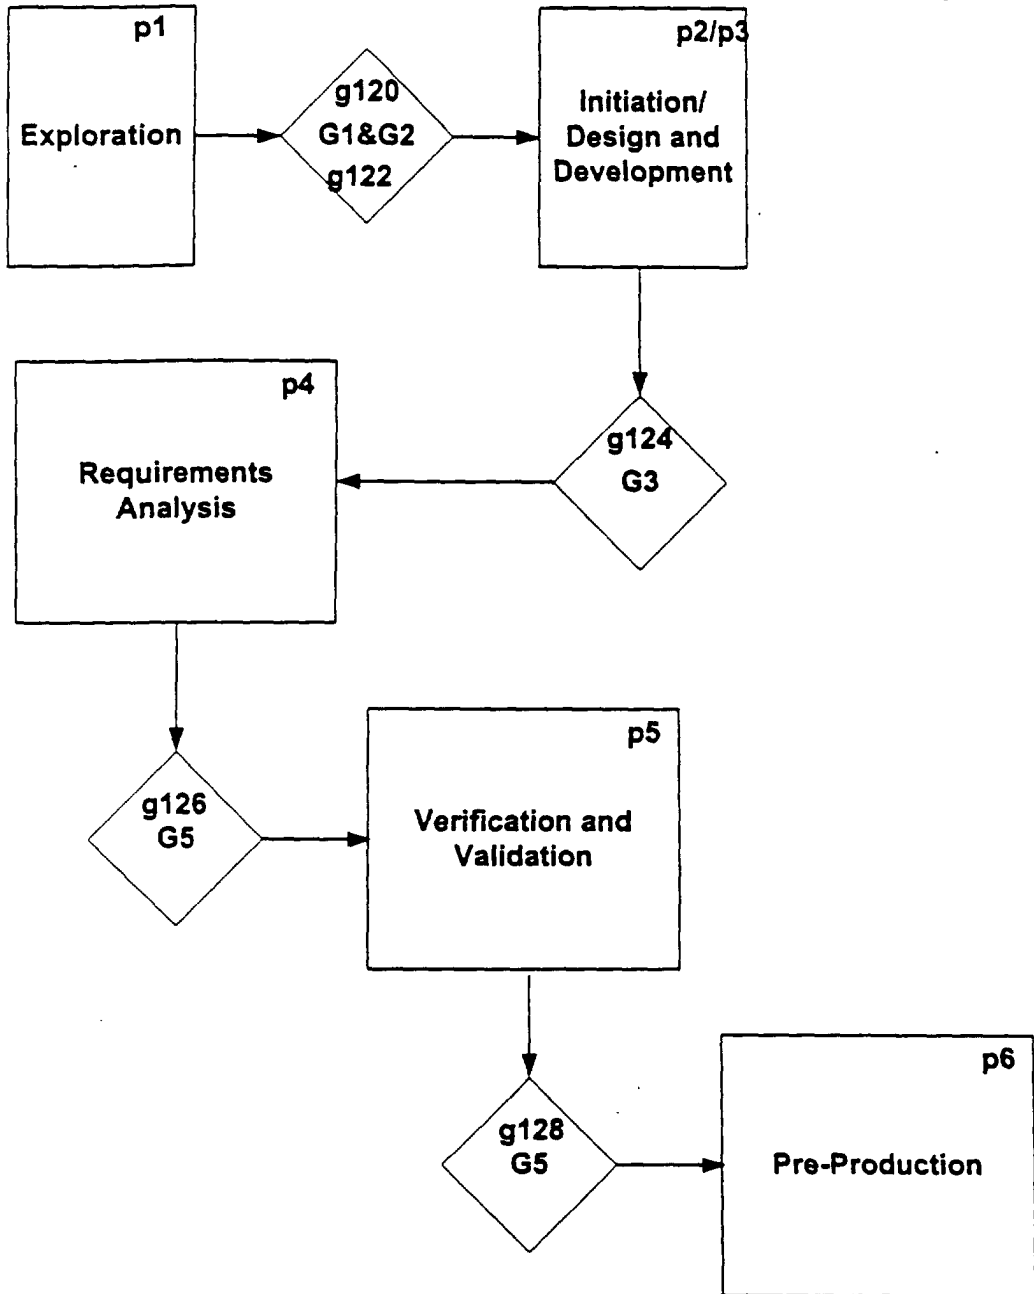 p1
Exploration
g120
G1&G2
g122
p2/p3
Initiation/
Design and
Development
g124
G3
p4
Requirements
Analysis
g126
G5
p5
Verification and
Validation
g128
G5
p6
Pre-Production